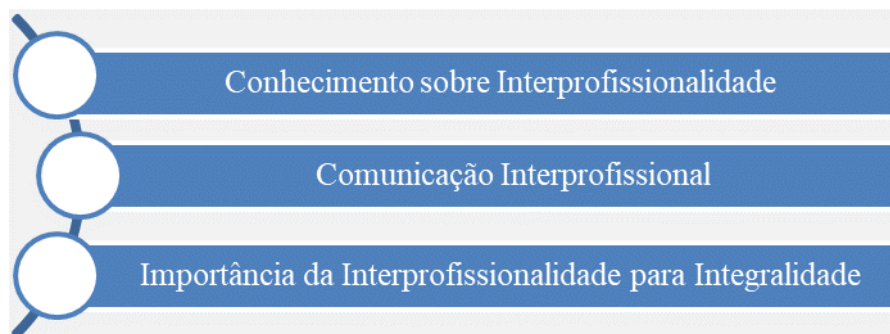 Conhecimento sobre Interprofissionalidade
Comunicação Interprofissional
Importância da Interprofissionalidade para Integralidade